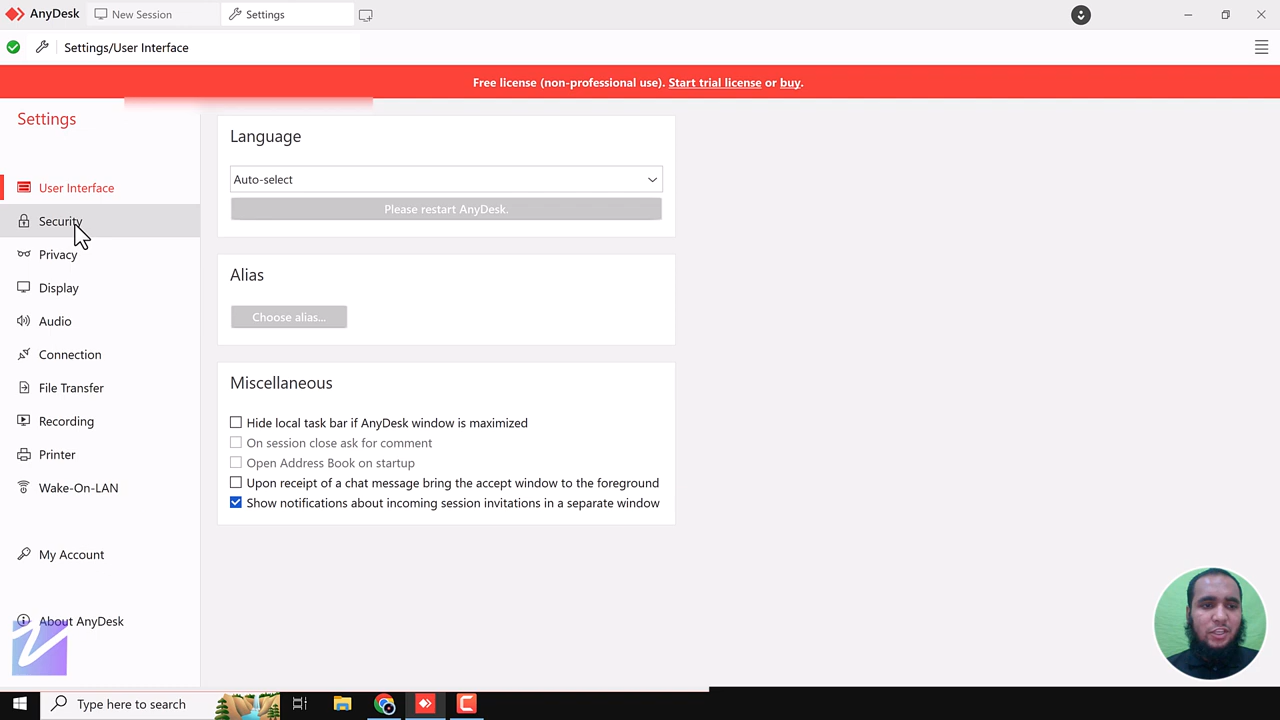 AnyDesk
New Session
Settings
Settings/User Interface
Free license (non-professional use). Start trial license or buy.
Settings
User Interface
Security
Privacy
Display
Audio
Connection
File Transfer
Recording
Printer
Wake-On-LAN
My Account
About AnyDesk
Language
Auto-select
Please restart AnyDesk.
Alias
Choose alias...
Miscellaneous
Hide local task bar if AnyDesk window is maximized
On session close ask for comment
Open Address Book on startup
Upon receipt of a chat message bring the accept window to the foreground
Show notifications about incoming session invitations in a separate window
Type here to search